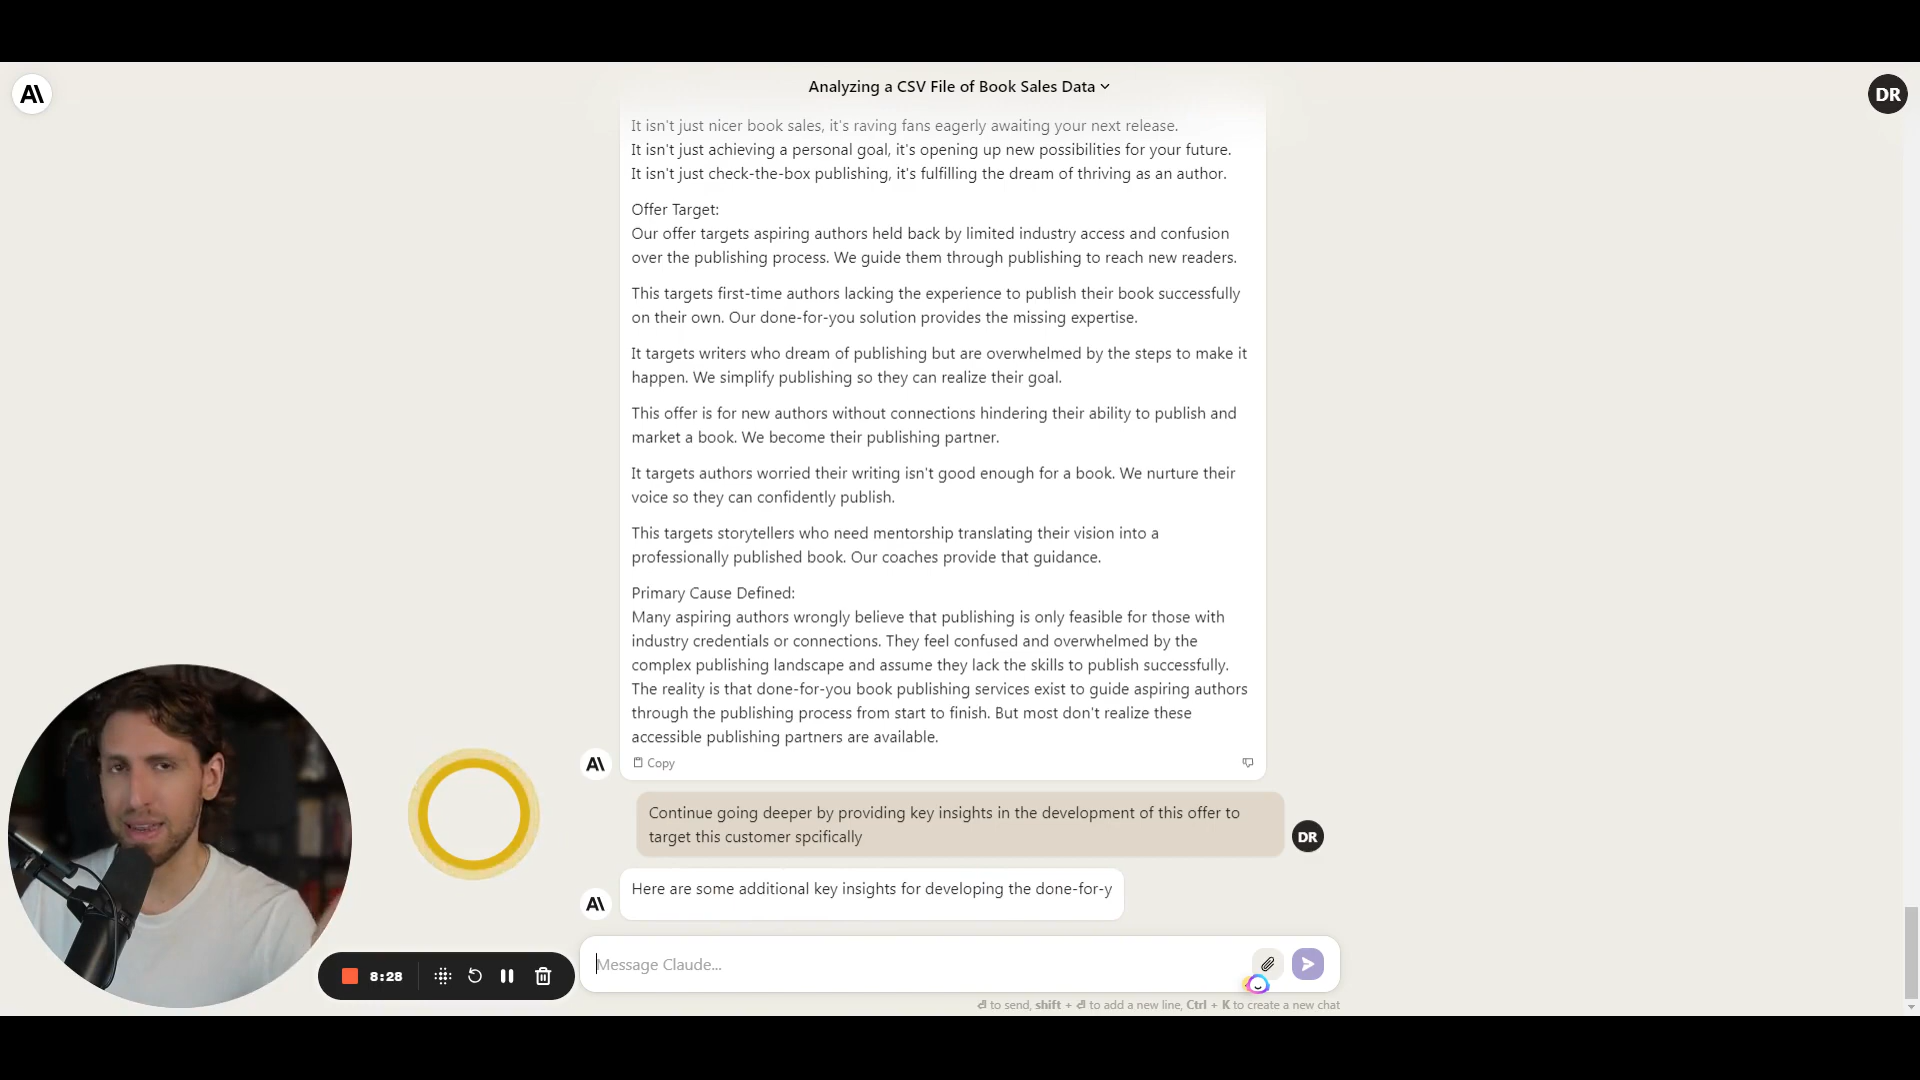 Analyzing a CSV File of Book Sales Data
DR
It isn't just nicer book sales, it's raving fans eagerly awaiting your next release.
It isn't just achieving a personal goal, it's opening up new possibilities for your future.
It isn't just check-the-box publishing, it's fulfilling the dream of thriving as an author.
Offer Target:
Our offer targets aspiring authors held back by limited industry access and confusion
over the publishing process. We guide them through publishing to reach new readers.
This targets first-time authors lacking the experience to publish their book successfully
on their own. Our done-for-you solution provides the missing expertise.
It targets writers who dream of publishing but are overwhelmed by the steps to make it
happen. We simplify publishing so they can realize their goal.
This offer is for new authors without connections hindering their ability to publish and
market a book. We become their publishing partner.
It targets authors worried their writing isn't good enough for a book. We nurture their
voice so they can confidently publish.
This targets storytellers who need mentorship translating their vision into a
professionally published book. Our coaches provide that guidance.
Primary Cause Defined:
Many aspiring authors wrongly believe that publishing is only feasible for those with
industry credentials or connections. They feel confused and overwhelmed by the
complex publishing landscape and assume they lack the skills to publish successfully.
The reality is that done-for-you book publishing services exist to guide aspiring authors
through the publishing process from start to finish. But most don't realize these
accessible publishing partners are available.
Copy
Continue going deeper by providing key insights in the development of this offer to
target this customer spcifically
DR
Here are some additional key insights for developing the done-for-y
Message Claude...
8:28
⏎ to send, shift + ⏎ to add a new line, Ctrl + K to create a new chat